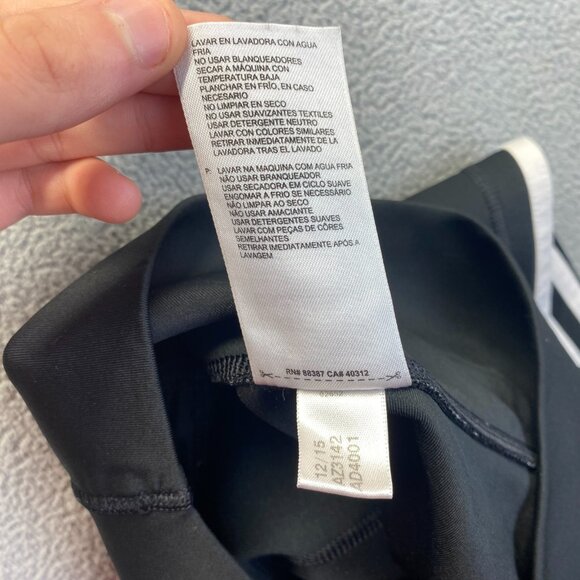 LAVAR EN LAVADORA CON AGUA
FRIA
NO USAR BLANQUEADORES
SECAR A MÁQUINA CON
TEMPERATURA BAJA
PLANCHAR EN FRÍO, EN CASO
NECESARIO
NO LIMPIAR EN SECO
NO USAR SUAVIZANTES TEXTILES
USAR DETERGENTE NEUTRO
LAVAR CON COLORES SIMILARES
RETIRAR INMEDIATAMENTE DE LA
LAVADORA TRAS EL LAVADO
P: LAVAR NA MAQUINA COM AGUA FRIA
NÃO USAR BRANQUEADOR
USAR SECADORA EM CICLO SUAVE
ENGOMAR A FRIO SE NECESSÁRIO
NÃO LIMPAR AO SECO
NÃO USAR AMACIANTE
USAR DETERGENTES SUAVES
LAVAR COM PEÇAS DE CÔRES
SEMELHANTES
RETIRAR IMEDIATAMENTE APÓS A
LAVAGEM
RN# 88387 CA# 40312
12/15
AZ3142
AD4001